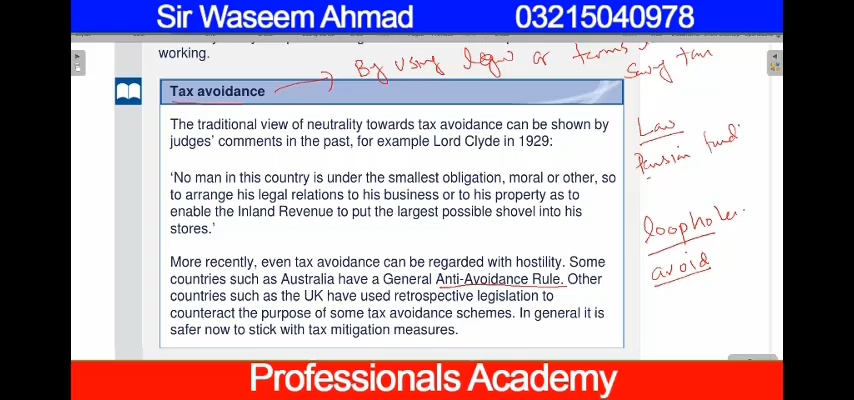 Sir Waseem Ahmad 03215040978
working.
By using legal or terms
Saving tax
Tax avoidance
The traditional view of neutrality towards tax avoidance can be shown by
judges' comments in the past, for example Lord Clyde in 1929:
'No man in this country is under the smallest obligation, moral or other, so
to arrange his legal relations to his business or to his property as to
enable the Inland Revenue to put the largest possible shovel into his
stores.'
More recently, even tax avoidance can be regarded with hostility. Some
countries such as Australia have a General Anti-Avoidance Rule. Other
countries such as the UK have used retrospective legislation to
counteract the purpose of some tax avoidance schemes. In general it is
safer now to stick with tax mitigation measures.
Law
Pension fund
loophole
avoid
Professionals Academy